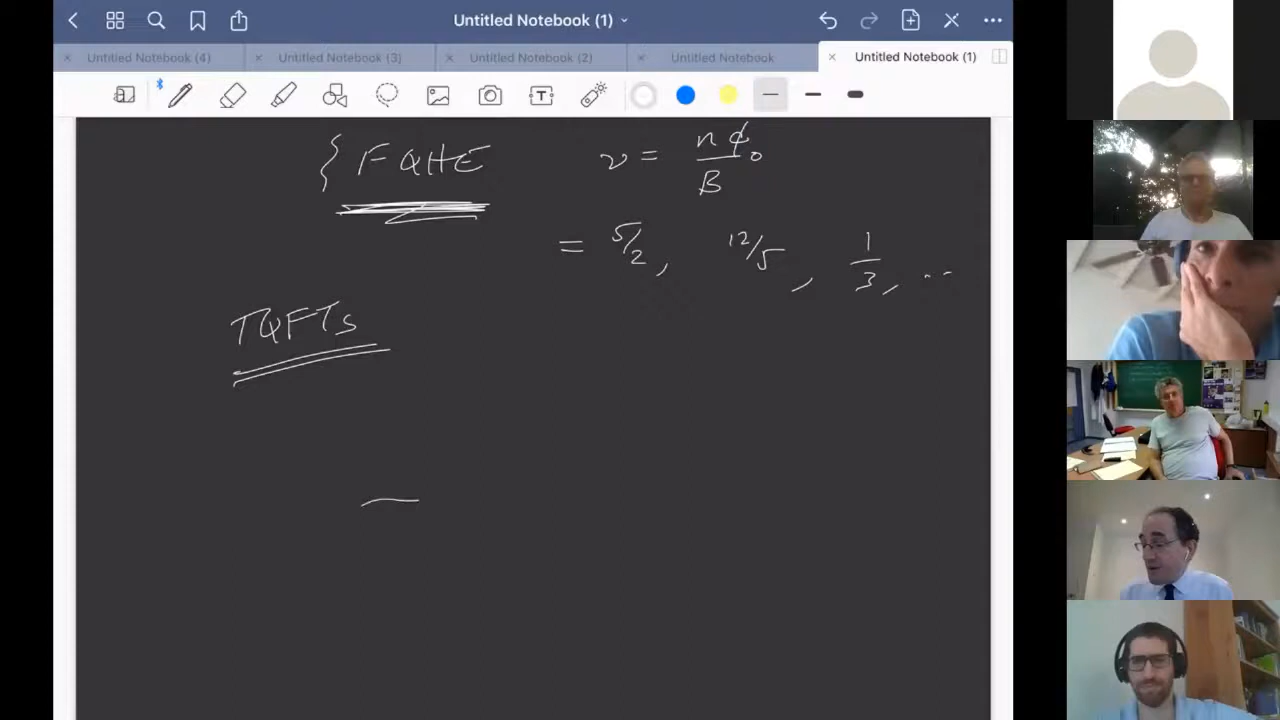 Untitled Notebook (1)
Untitled Notebook (4) Untitled Notebook (3) Untitled Notebook (2) Untitled Notebook Untitled Notebook (1)
{ FQHE ν = nϕ₀/B
= 5/2, 12/5, 1/3, ..
TQFTs